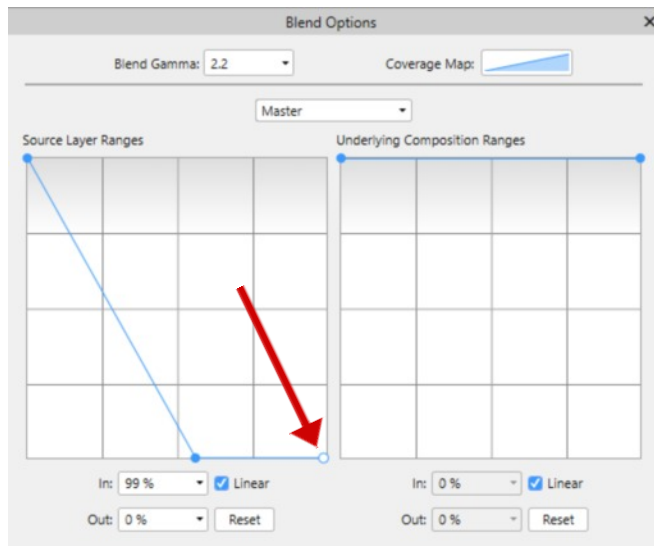 Blend Options
Blend Gamma: 2.2 Coverage Map:
Master
Source Layer Ranges Underlying Composition Ranges
In: 99 % Linear In: 0 % Linear
Out: 0 % Reset Out: 0 % Reset